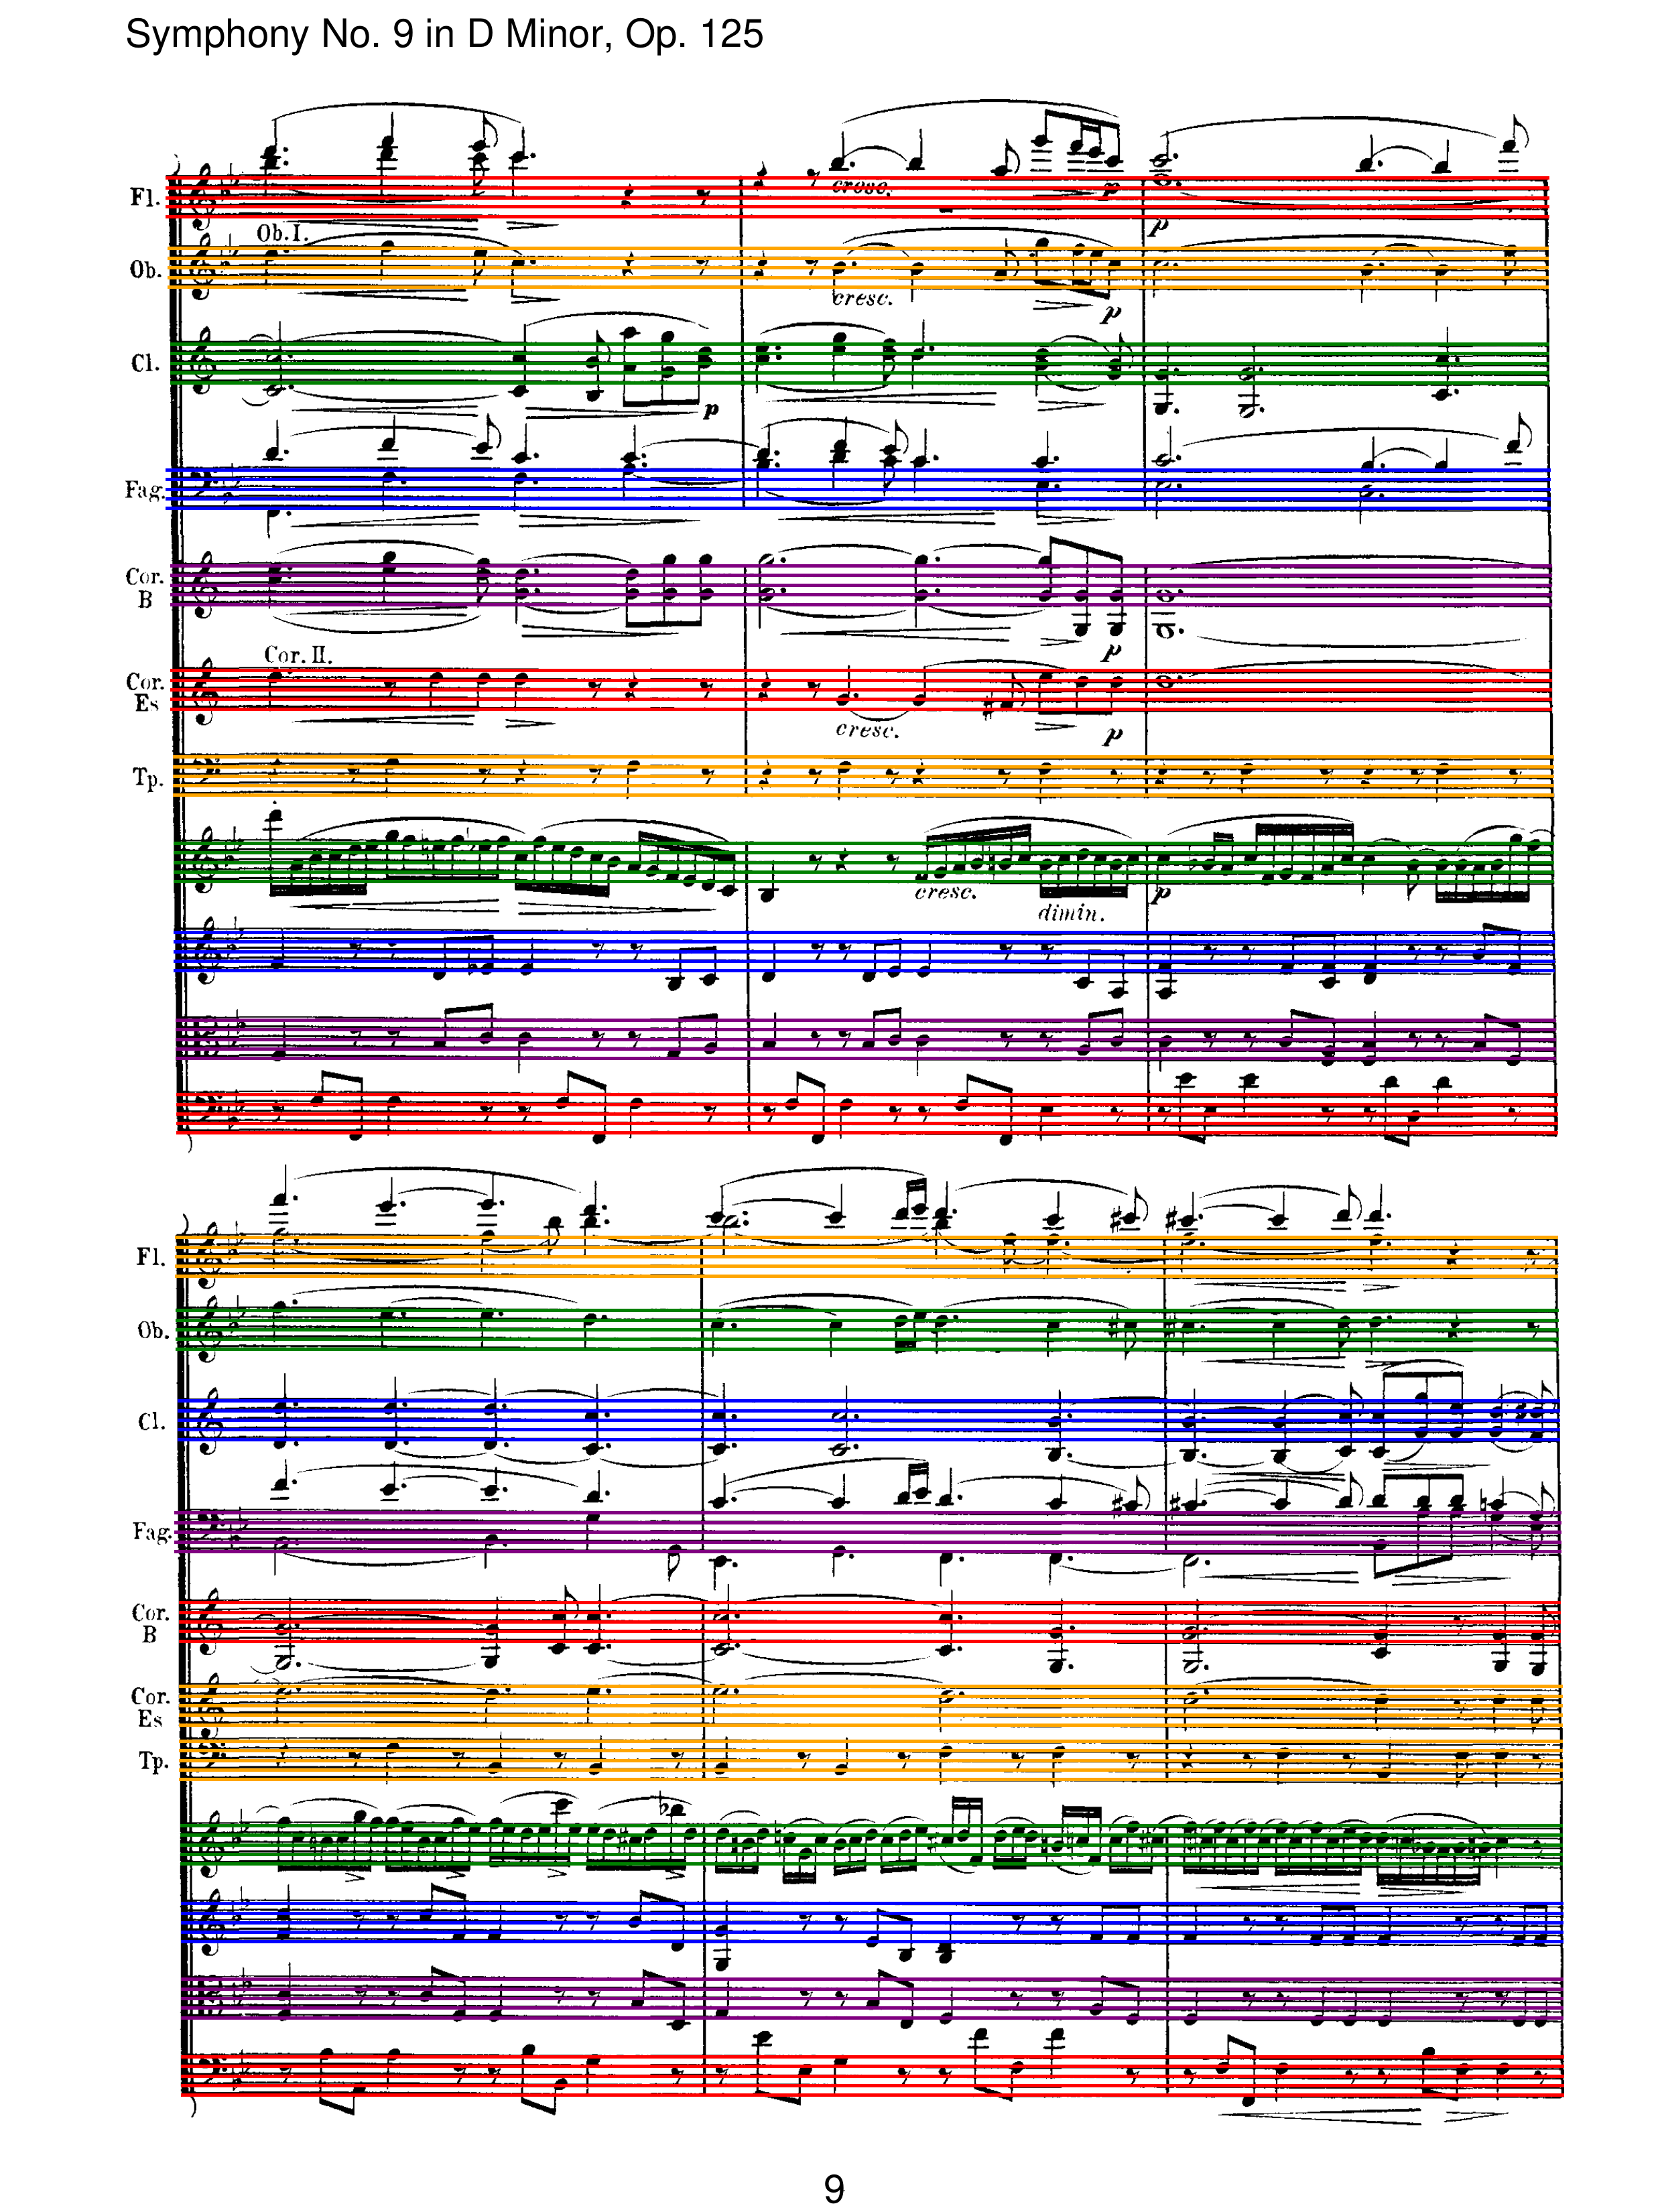 Symphony No. 9 in D Minor, Op. 125
Fl.
cresc.
p
p
Ob. I.
Ob.
cresc.
p
Cl.
p
Fag.
Cor.
B
p
Cor. II.
Cor.
Es
cresc.
p
Tp.
cresc.
dimin.
p
Fl.
Ob.
Cl.
Fag.
Cor.
B
Cor.
Es
Tp.
9